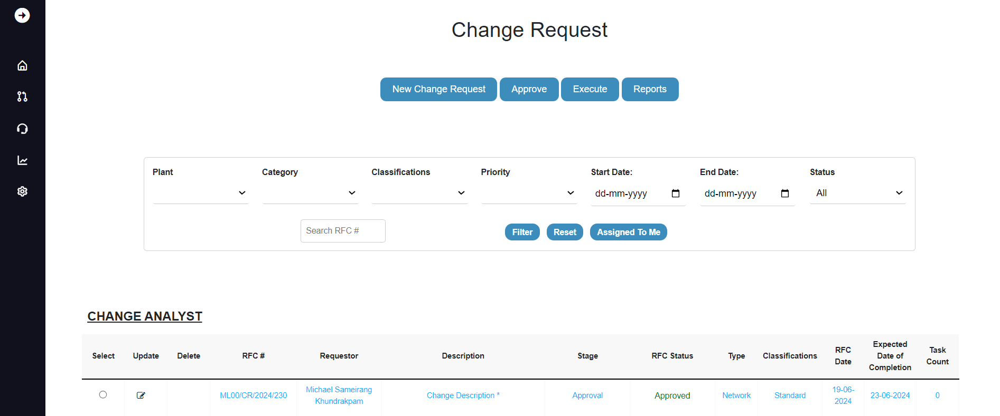 Change Request
New Change Request Approve Execute Reports
Plant Category Classifications Priority Start Date: End Date: Status
dd-mm-yyyy dd-mm-yyyy All
Search RFC # Filter Reset Assigned To Me
CHANGE ANALYST
Select Update Delete RFC # Requestor Description Stage RFC Status Type Classifications RFC Date Expected Date of Completion Task Count
ML00/CR/2024/230 Michael Sameirang Khundrakpam Change Description * Approval Approved Network Standard 19-06-2024 23-06-2024 0